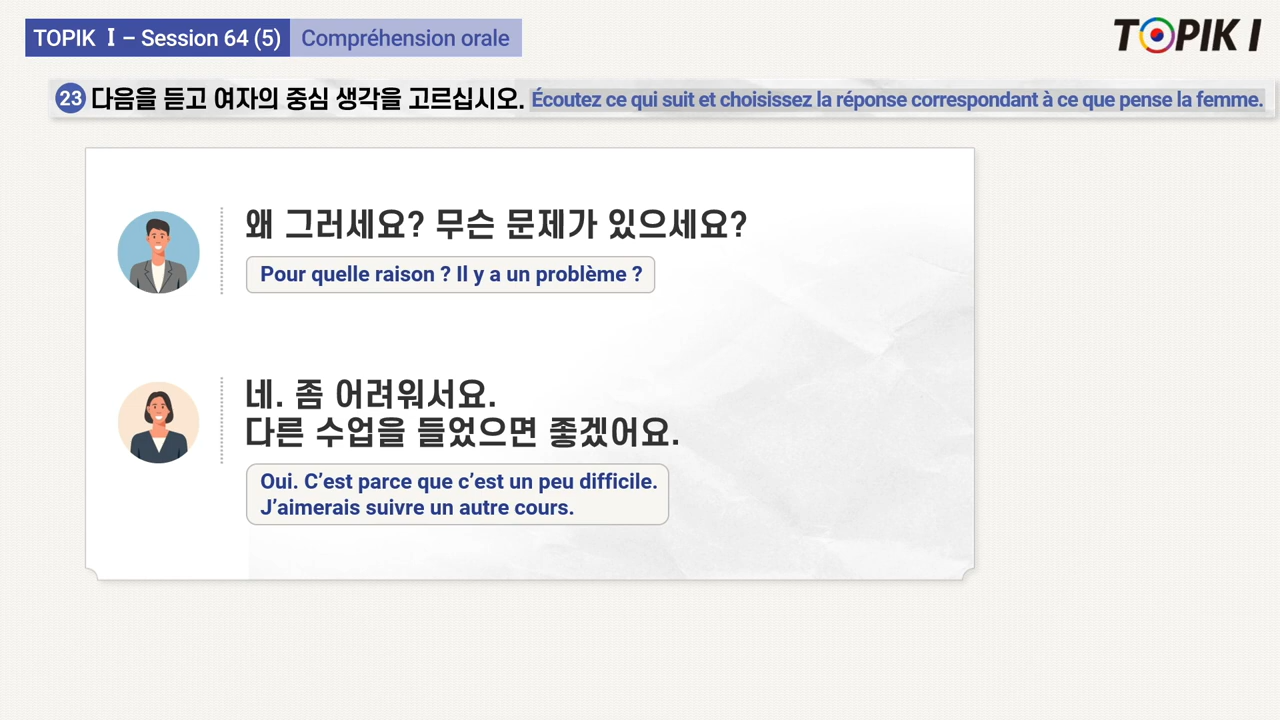 TOPIK Ⅰ – Session 64 (5) Compréhension orale
TOPIK I
23 다음을 듣고 여자의 중심 생각을 고르십시오. Écoutez ce qui suit et choisissez la réponse correspondant à ce que pense la femme.
왜 그러세요? 무슨 문제가 있으세요?
Pour quelle raison ? Il y a un problème ?
네. 좀 어려워서요.
다른 수업을 들었으면 좋겠어요.
Oui. C’est parce que c’est un peu difficile.
J’aimerais suivre un autre cours.